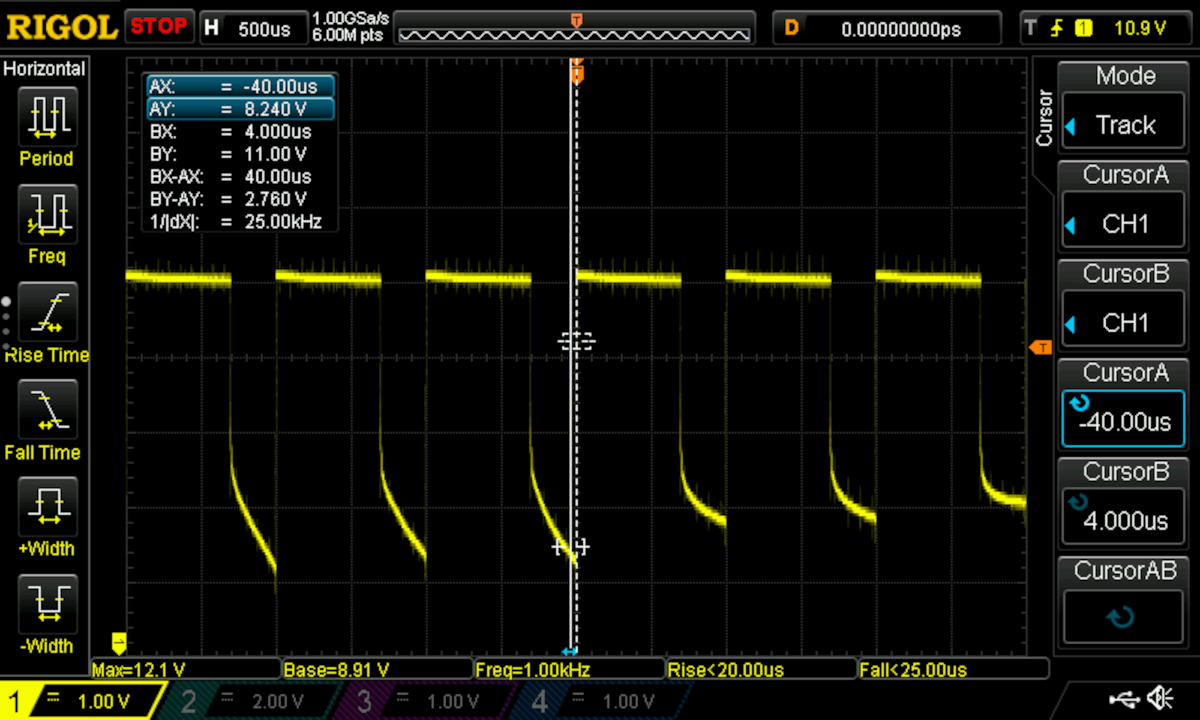 RIGOL STOP H 500us 1.00GSa/s 6.00M pts T D 0.00000000ps T 1 10.9 V
Horizontal
Period
Freq
Rise Time
Fall Time
+Width
-Width
AX: = -40.00us
AY: = 8.240 V
BX: = 4.000us
BY: = 11.00 V
BX-AX: = 40.00us
BY-AY: = 2.760 V
1/|dX|: = 25.00kHz
T
T
Cursor
Mode
Track
CursorA
CH1
CursorB
CH1
CursorA
-40.00us
CursorB
4.000us
CursorAB
Max=12.1 V Base=8.91 V Freq=1.00kHz Rise<20.00us Fall<25.00us
1 = 1.00 V 2 = 2.00 V 3 = 1.00 V 4 = 1.00 V